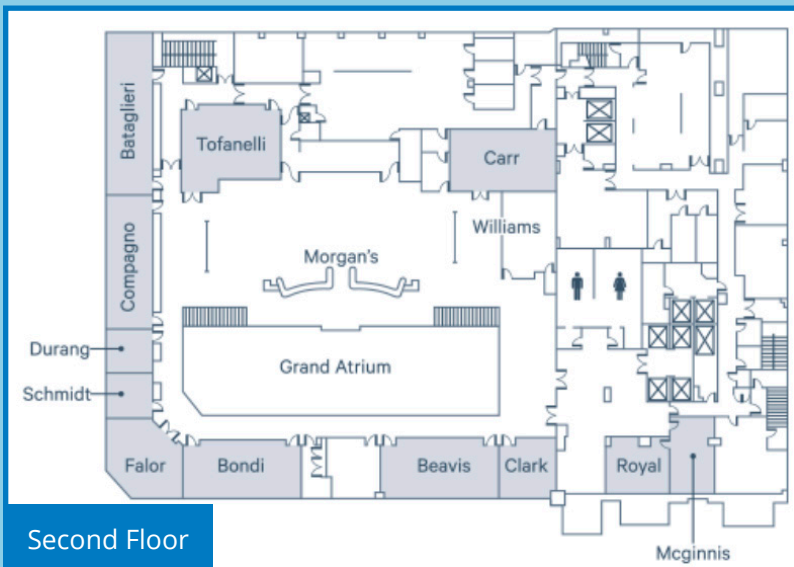 Bataglieri
Tofanelli
Carr
Compagno
Williams
Morgan's
Durang
Grand Atrium
Schmidt
Falor
Bondi
Beavis
Clark
Royal
Second Floor
Mcginnis